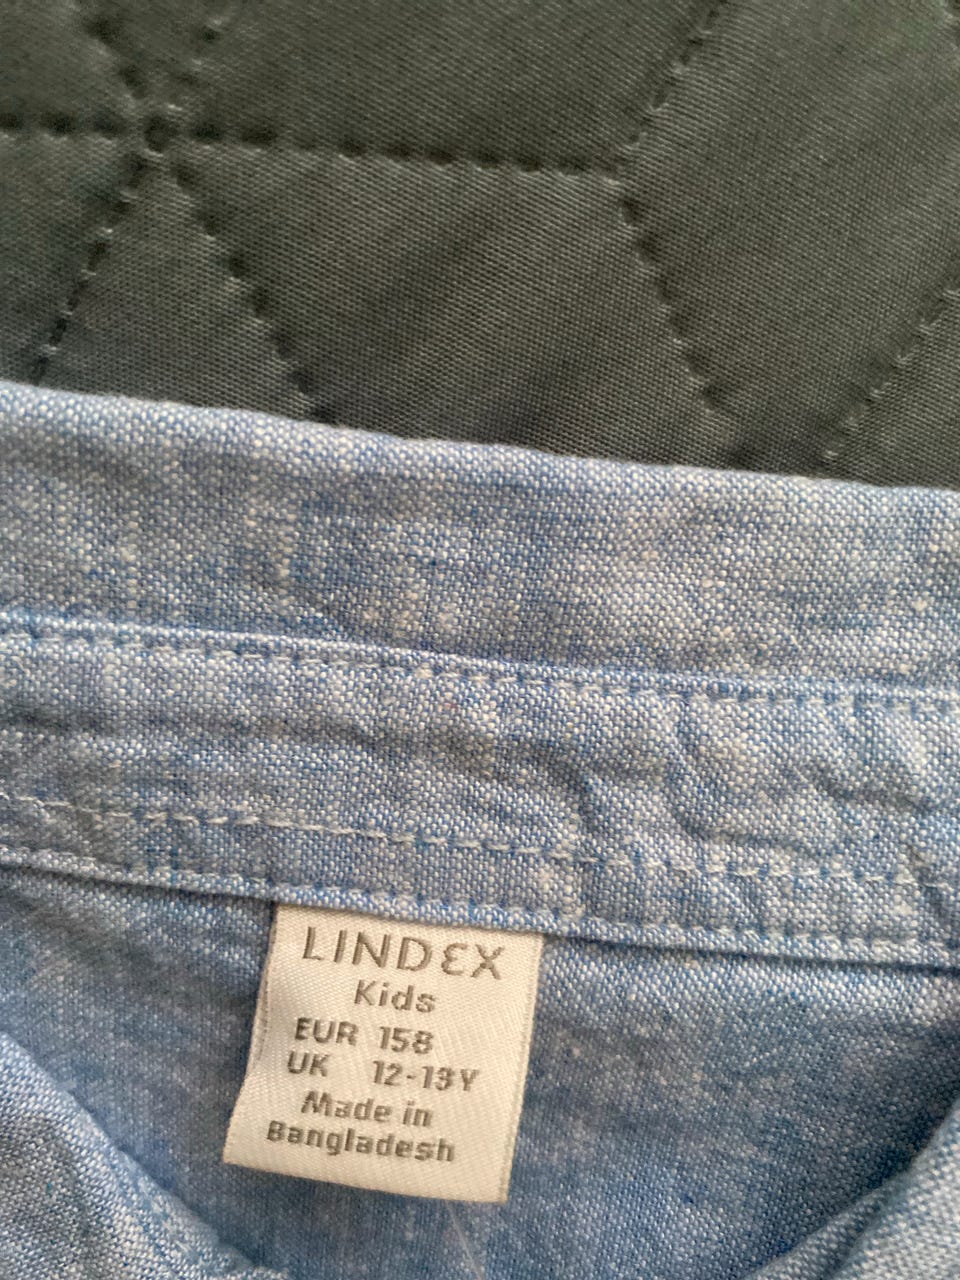 LINDEX
Kids
EUR 158
UK 12-13Y
Made in
Bangladesh